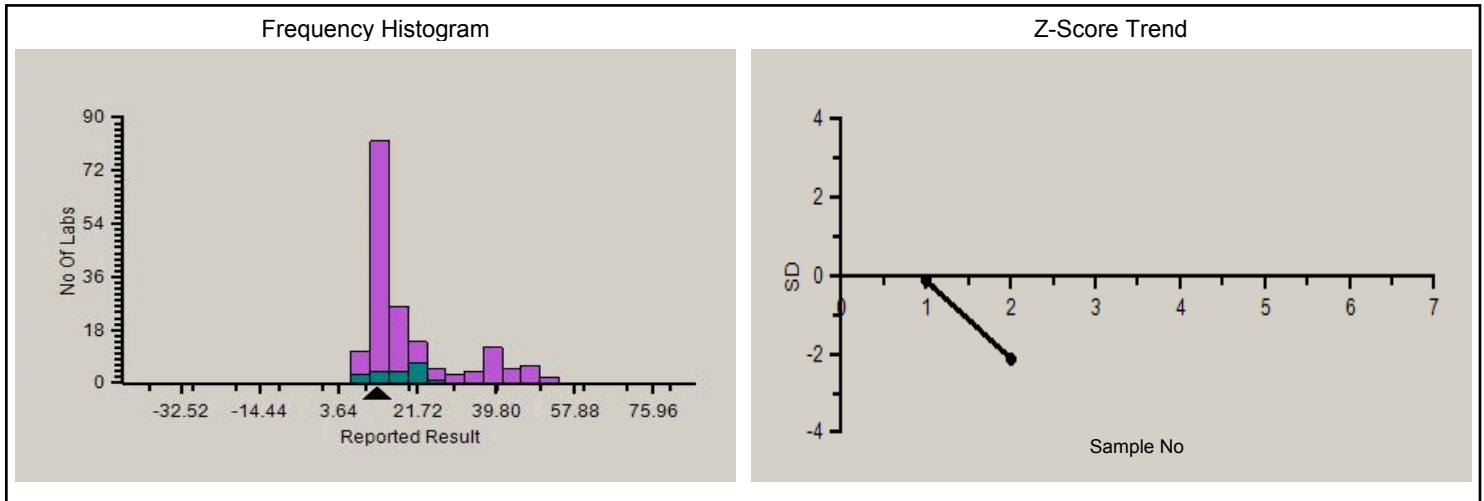 Frequency Histogram
No Of Labs
90
72
54
36
18
0
-32.52 -14.44 3.64 21.72 39.80 57.88 75.96
Reported Result
Z-Score Trend
SD
4
2
0
-2
-4
0 1 2 3 4 5 6 7
Sample No